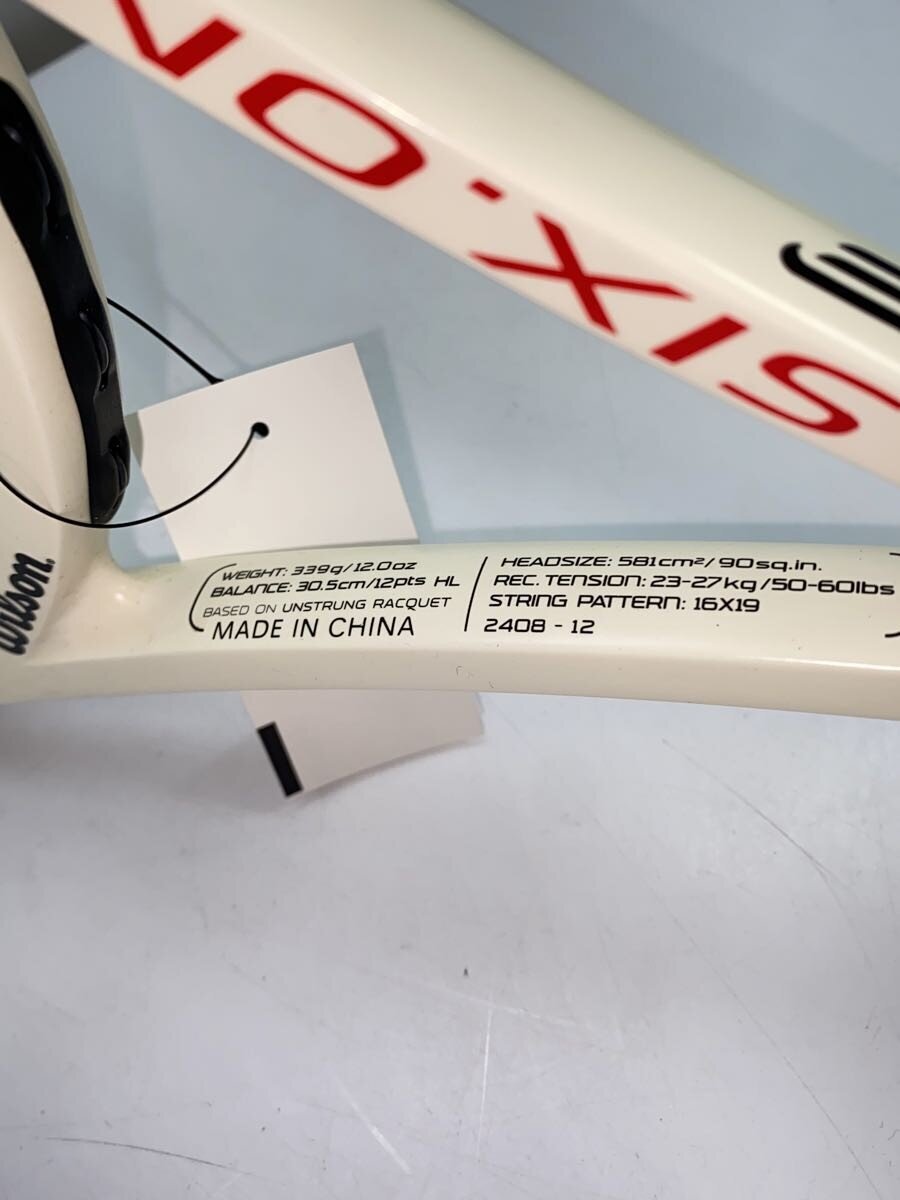 SIX.ON
Wilson
WEIGHT: 339g/12.0oz
BALANCE: 30.5cm/12pts HL
BASED ON UNSTRUNG RACQUET
MADE IN CHINA
HEADSIZE: 581cm²/90sq.in.
REC. TENSION: 23-27kg/50-60lbs
STRING PATTERN: 16X19
2408 - 12